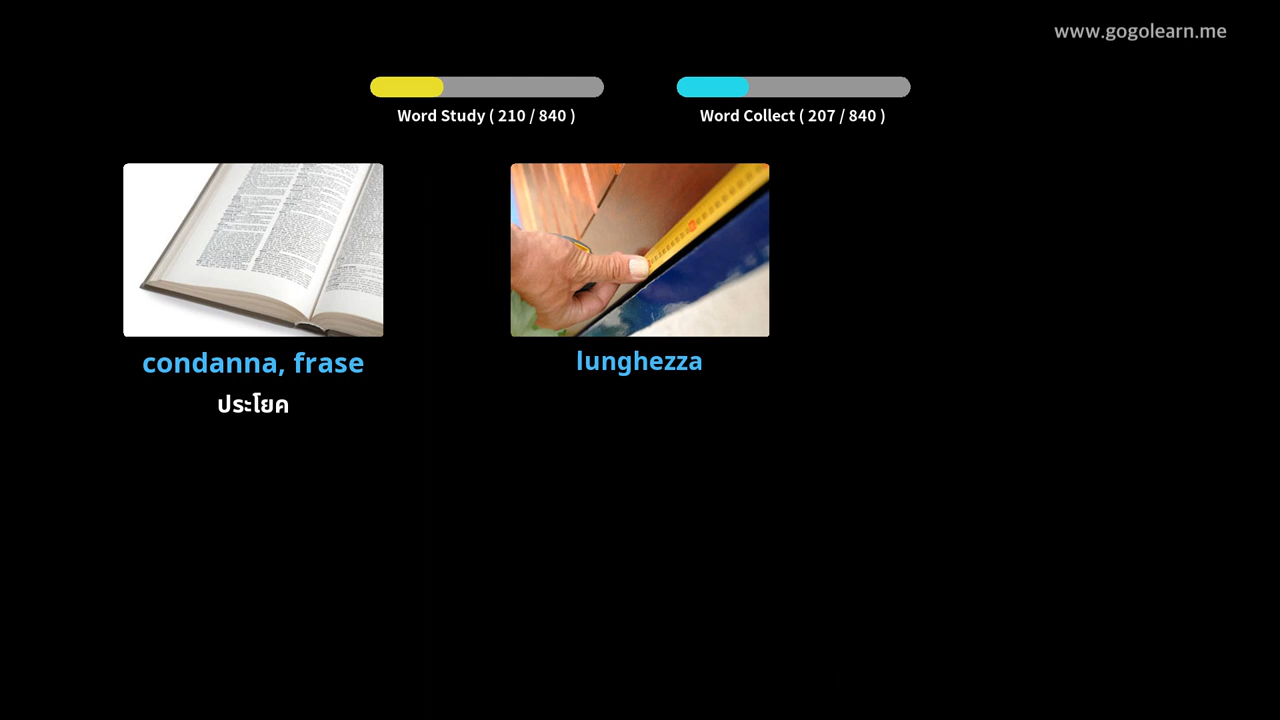 www.gogolearn.me
Word Study ( 210 / 840 )
Word Collect ( 207 / 840 )
condanna, frase
ประโยค
lunghezza